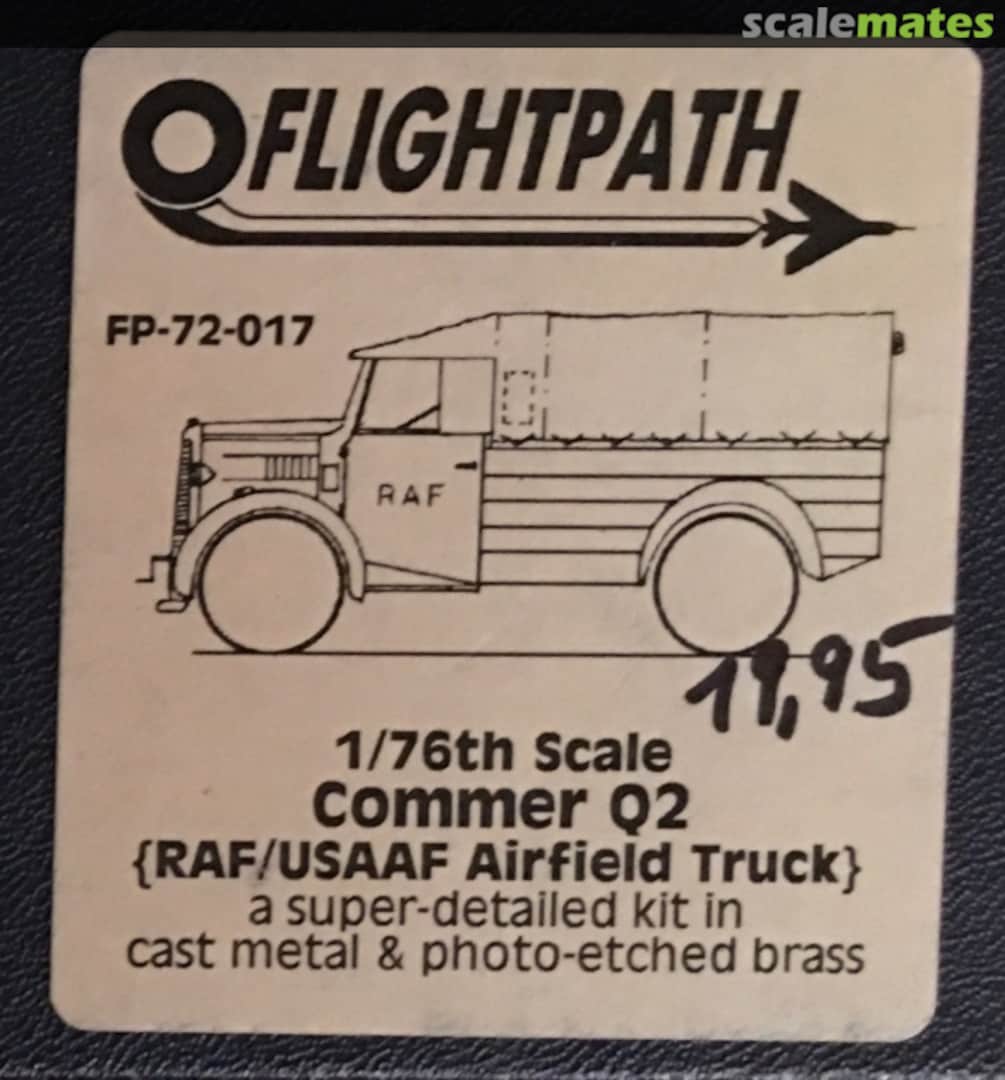 scalemates
FLIGHTPATH
FP-72-017
RAF
19,95
1/76th Scale
Commer Q2
{RAF/USAAF Airfield Truck}
a super-detailed kit in
cast metal & photo-etched brass